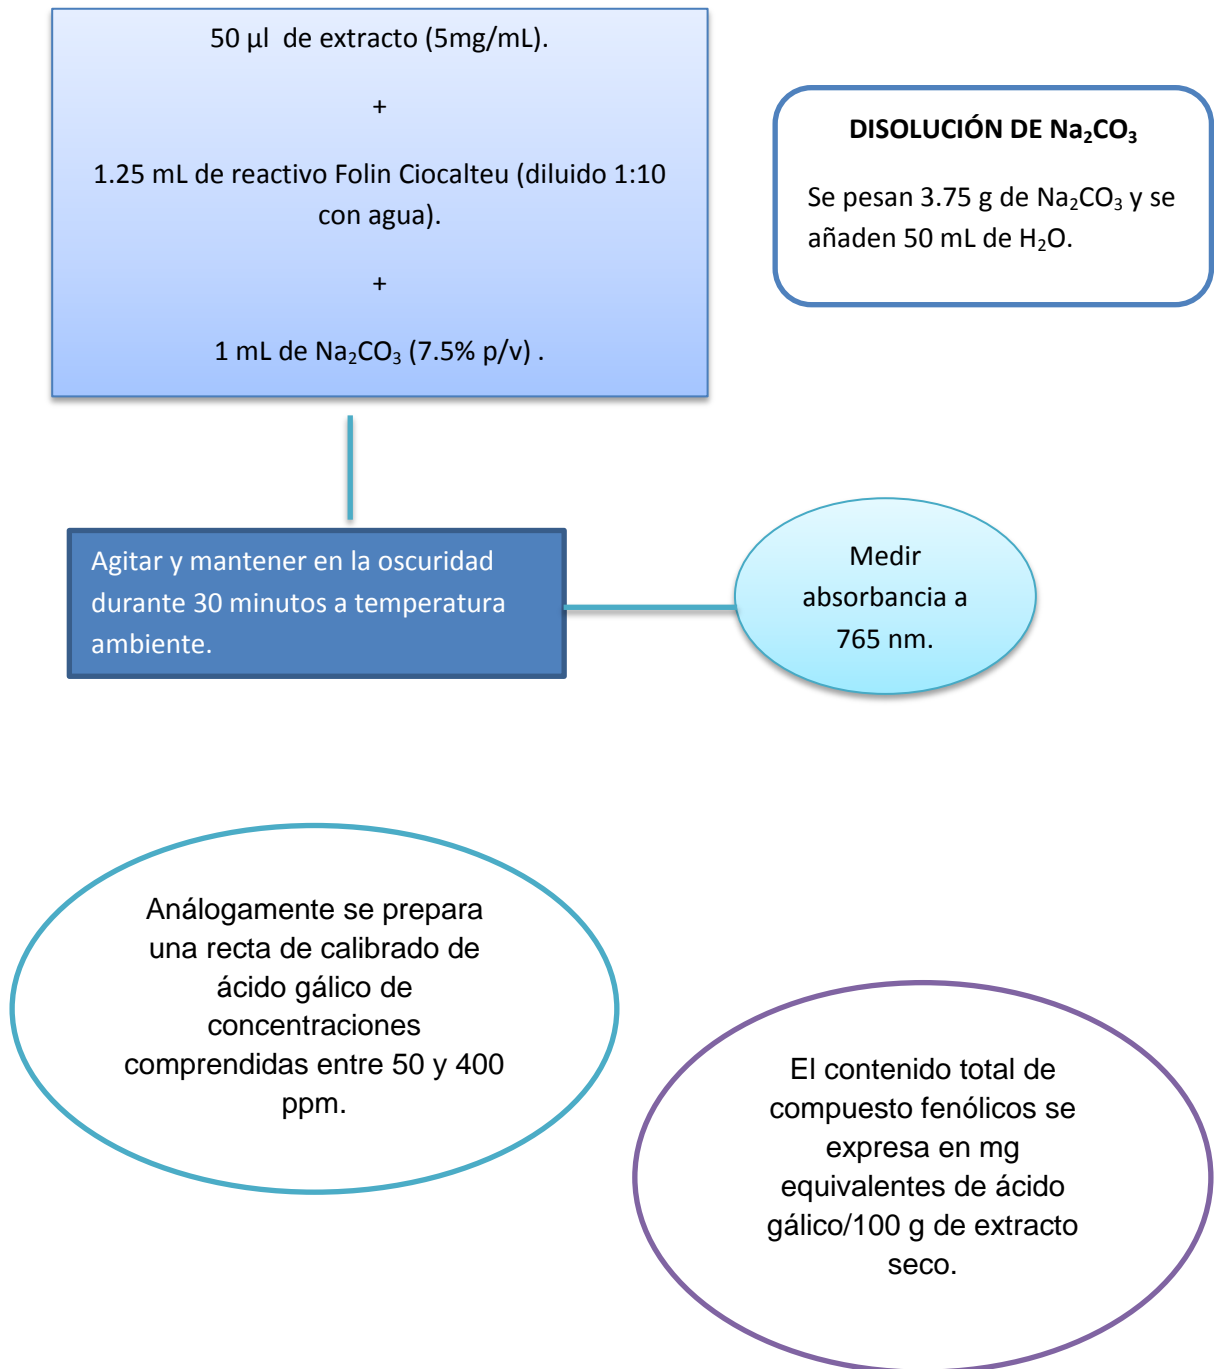 50 µl  de extracto (5mg/mL).
+
1.25 mL de reactivo Folin Ciocalteu (diluido 1:10
con agua).
+
1 mL de Na₂CO₃ (7.5% p/v) .
DISOLUCIÓN DE Na₂CO₃
Se pesan 3.75 g de Na₂CO₃ y se
añaden 50 mL de H₂O.
Agitar y mantener en la oscuridad
durante 30 minutos a temperatura
ambiente.
Medir
absorbancia a
765 nm.
Análogamente se prepara
una recta de calibrado de
ácido gálico de
concentraciones
comprendidas entre 50 y 400
ppm.
El contenido total de
compuesto fenólicos se
expresa en mg
equivalentes de ácido
gálico/100 g de extracto
seco.